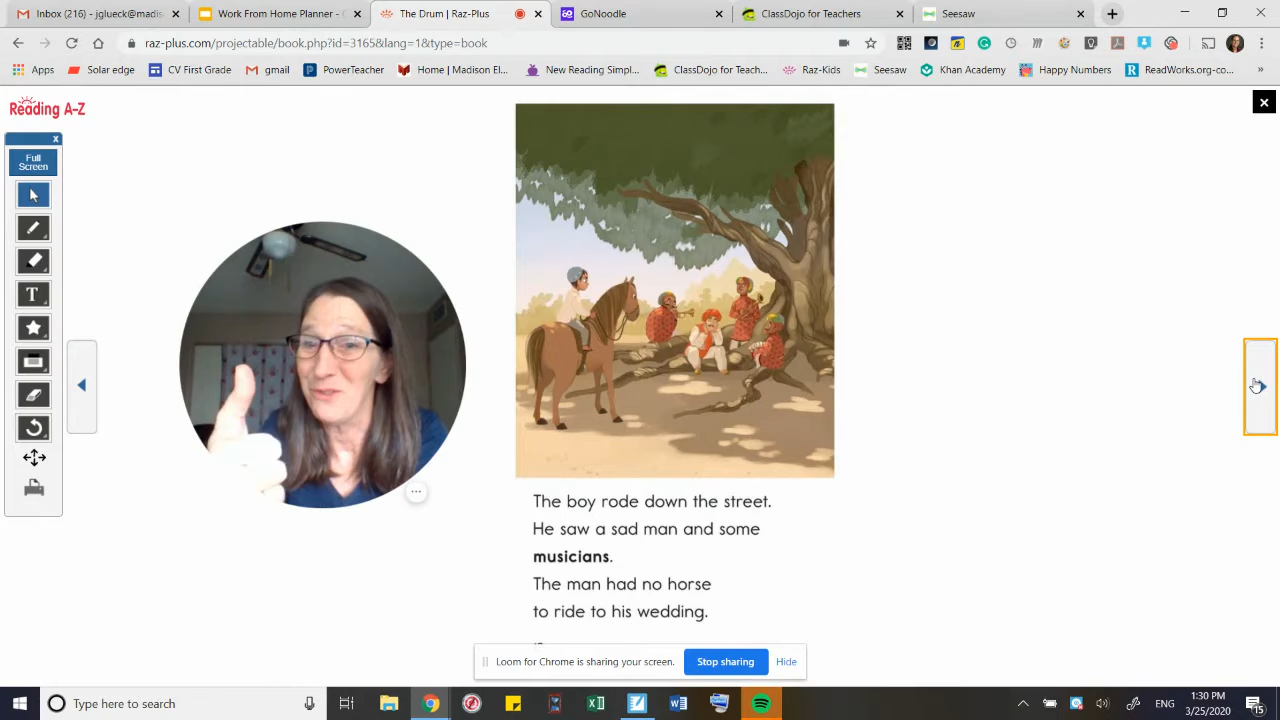 Inbox (216) - jglueck@madis
Work From Home Planner - C
The Drum | Raz-Plus
GoNoodle
ClassDojo for Teachers
Seesaw
raz-plus.com/projectable/book.php?id=3165&lang=1&type=book
Apps
Solar edge
CV First Grade
gmail
PowerTeacher
Home | Madison El...
New Reading Simpl...
ClassDojo for Teach...
Raz-Kids
Seesaw
Khan Academy
Happy Numbers
ReadWorks.org-co...
»
Reading A-Z
x
Full
Screen
T
The boy rode down the street.
He saw a sad man and some
musicians.
The man had no horse
to ride to his wedding.
Loom for Chrome is sharing your screen.
Stop sharing
Hide
Type here to search
1:30 PM
3/25/2020
15